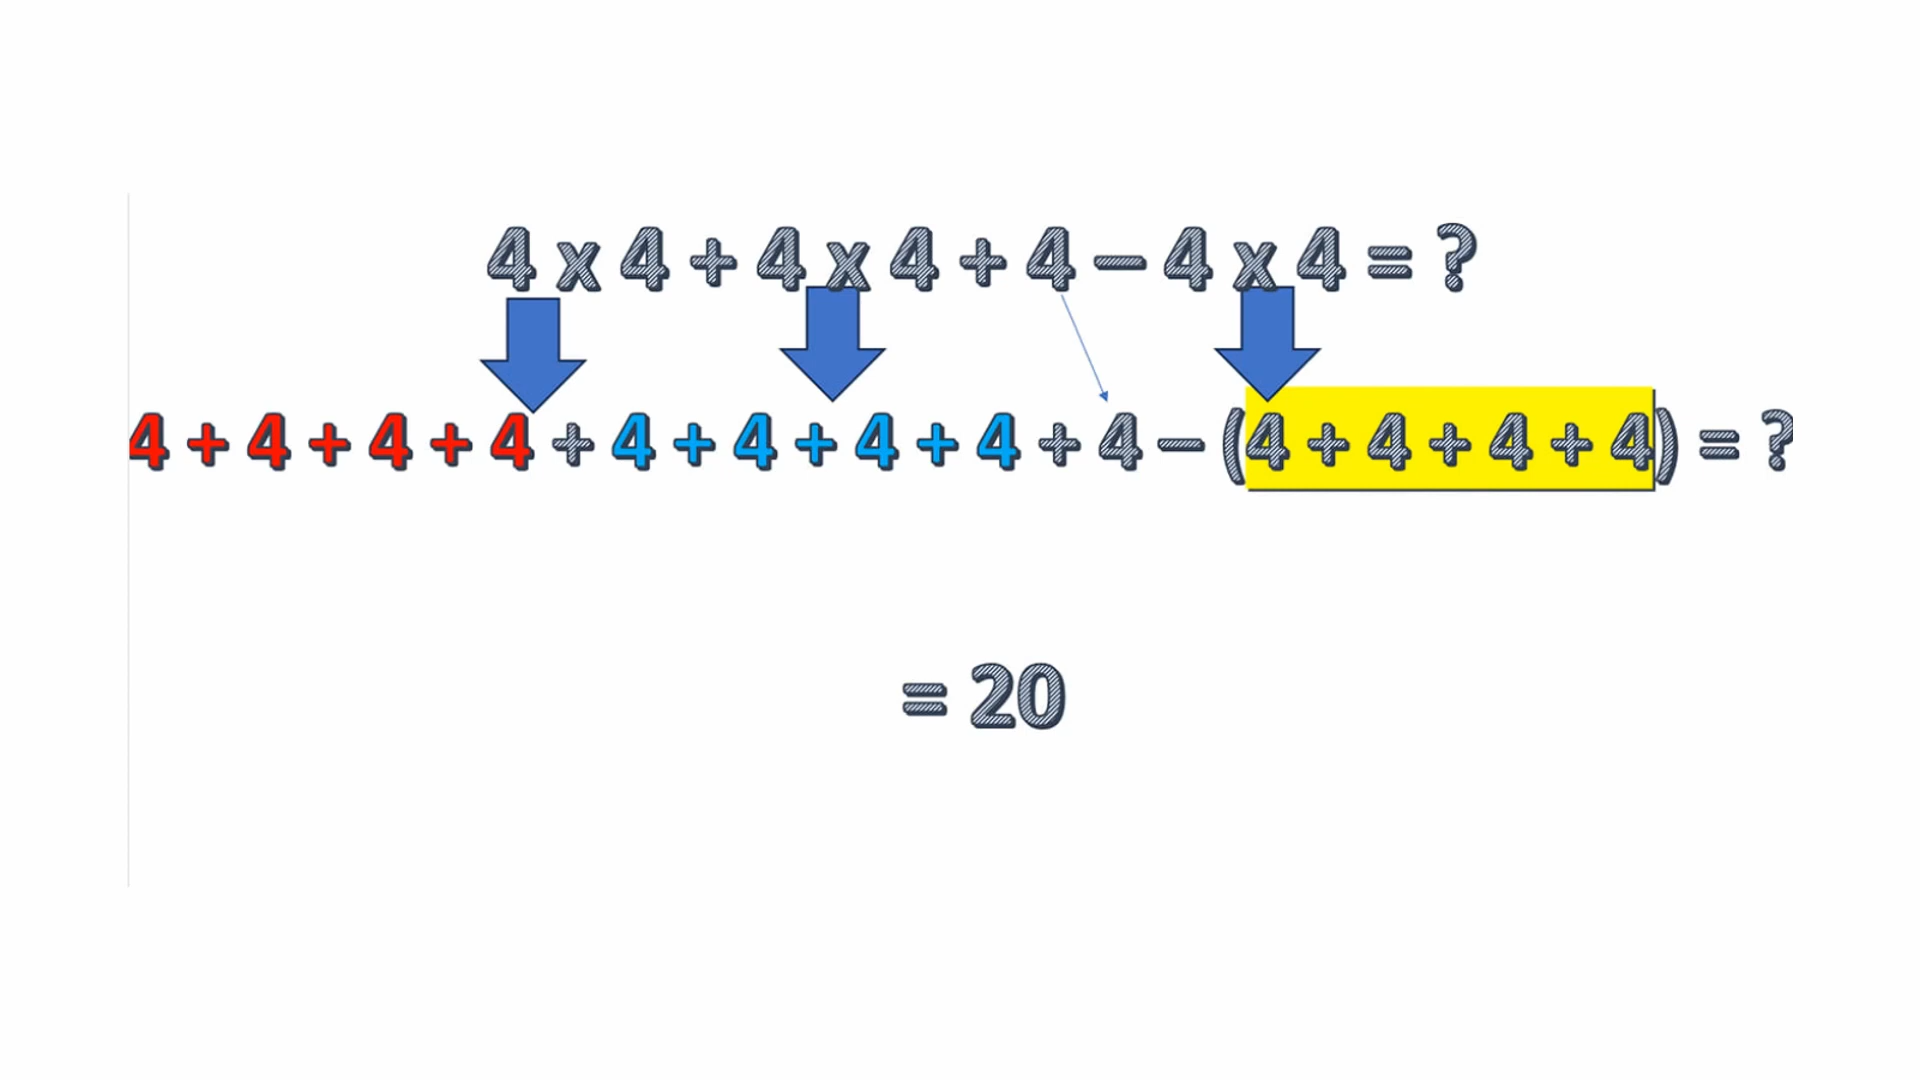 4 x 4 + 4 x 4 + 4 – 4 x 4 = ?
4 + 4 + 4 + 4 + 4 + 4 + 4 + 4 + 4 – (4 + 4 + 4 + 4) = ?
= 20